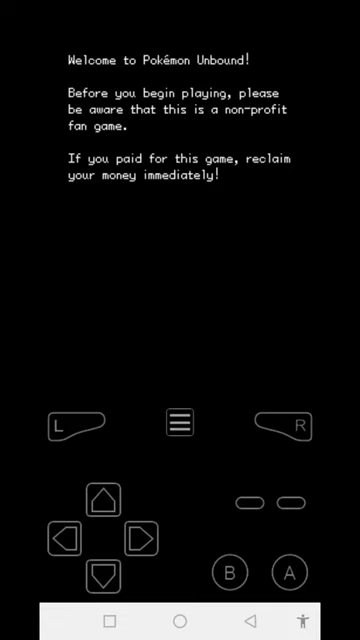 Welcome to Pokémon Unbound!
Before you begin playing, please
be aware that this is a non-profit
fan game.
If you paid for this game, reclaim
your money immediately!
L
R
B
A